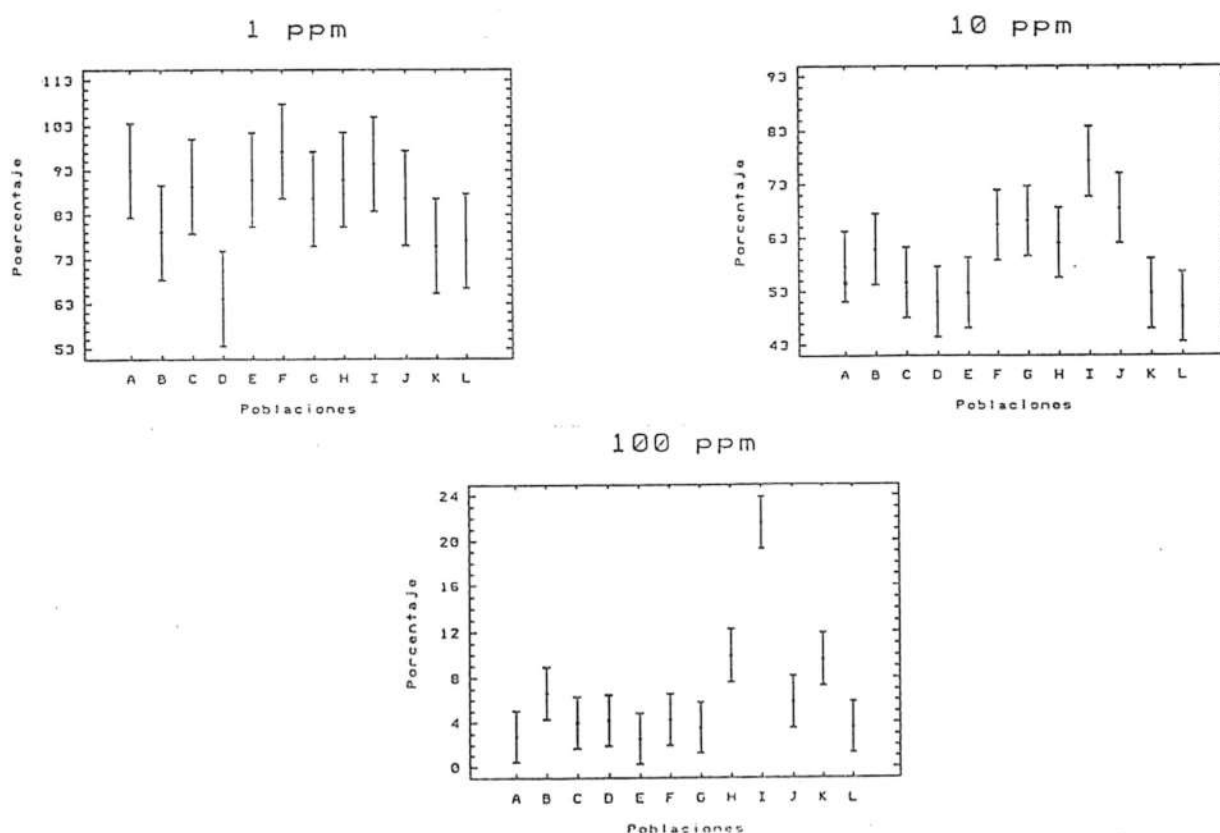 1 ppm
113
103
93
83
73
63
53
Poercentaje
A B C D E F G H I J K L
Poblaciones
10 ppm
93
83
73
63
53
43
Porcentaje
A B C D E F G H I J K L
Poblaciones
100 ppm
24
20
16
12
8
4
0
Porcentaje
A B C D E F G H I J K L
Poblaciones